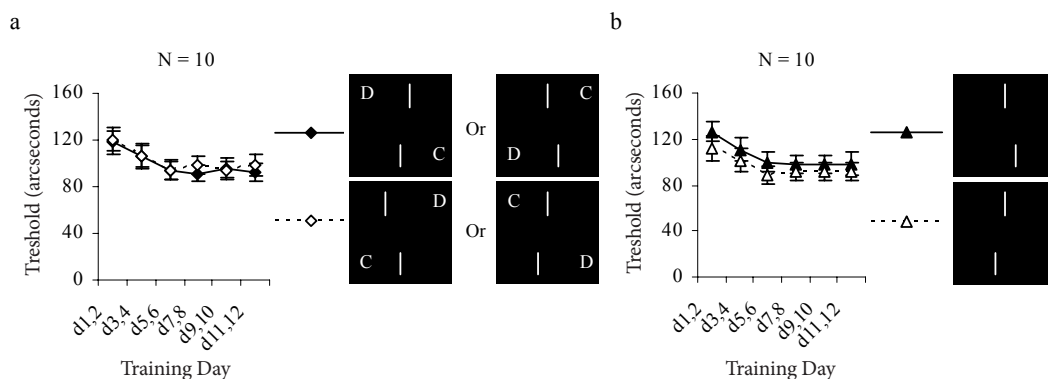 a
N = 10
Treshold (arcseconds)
160
120
80
40
0
d1,2
d3,4
d5,6
d7,8
d9,10
d11,12
Training Day
D
C
Or
C
D
D
C
Or
C
D
b
N = 10
Treshold (arcseconds)
160
120
80
40
0
d1,2
d3,4
d5,6
d7,8
d9,10
d11,12
Training Day